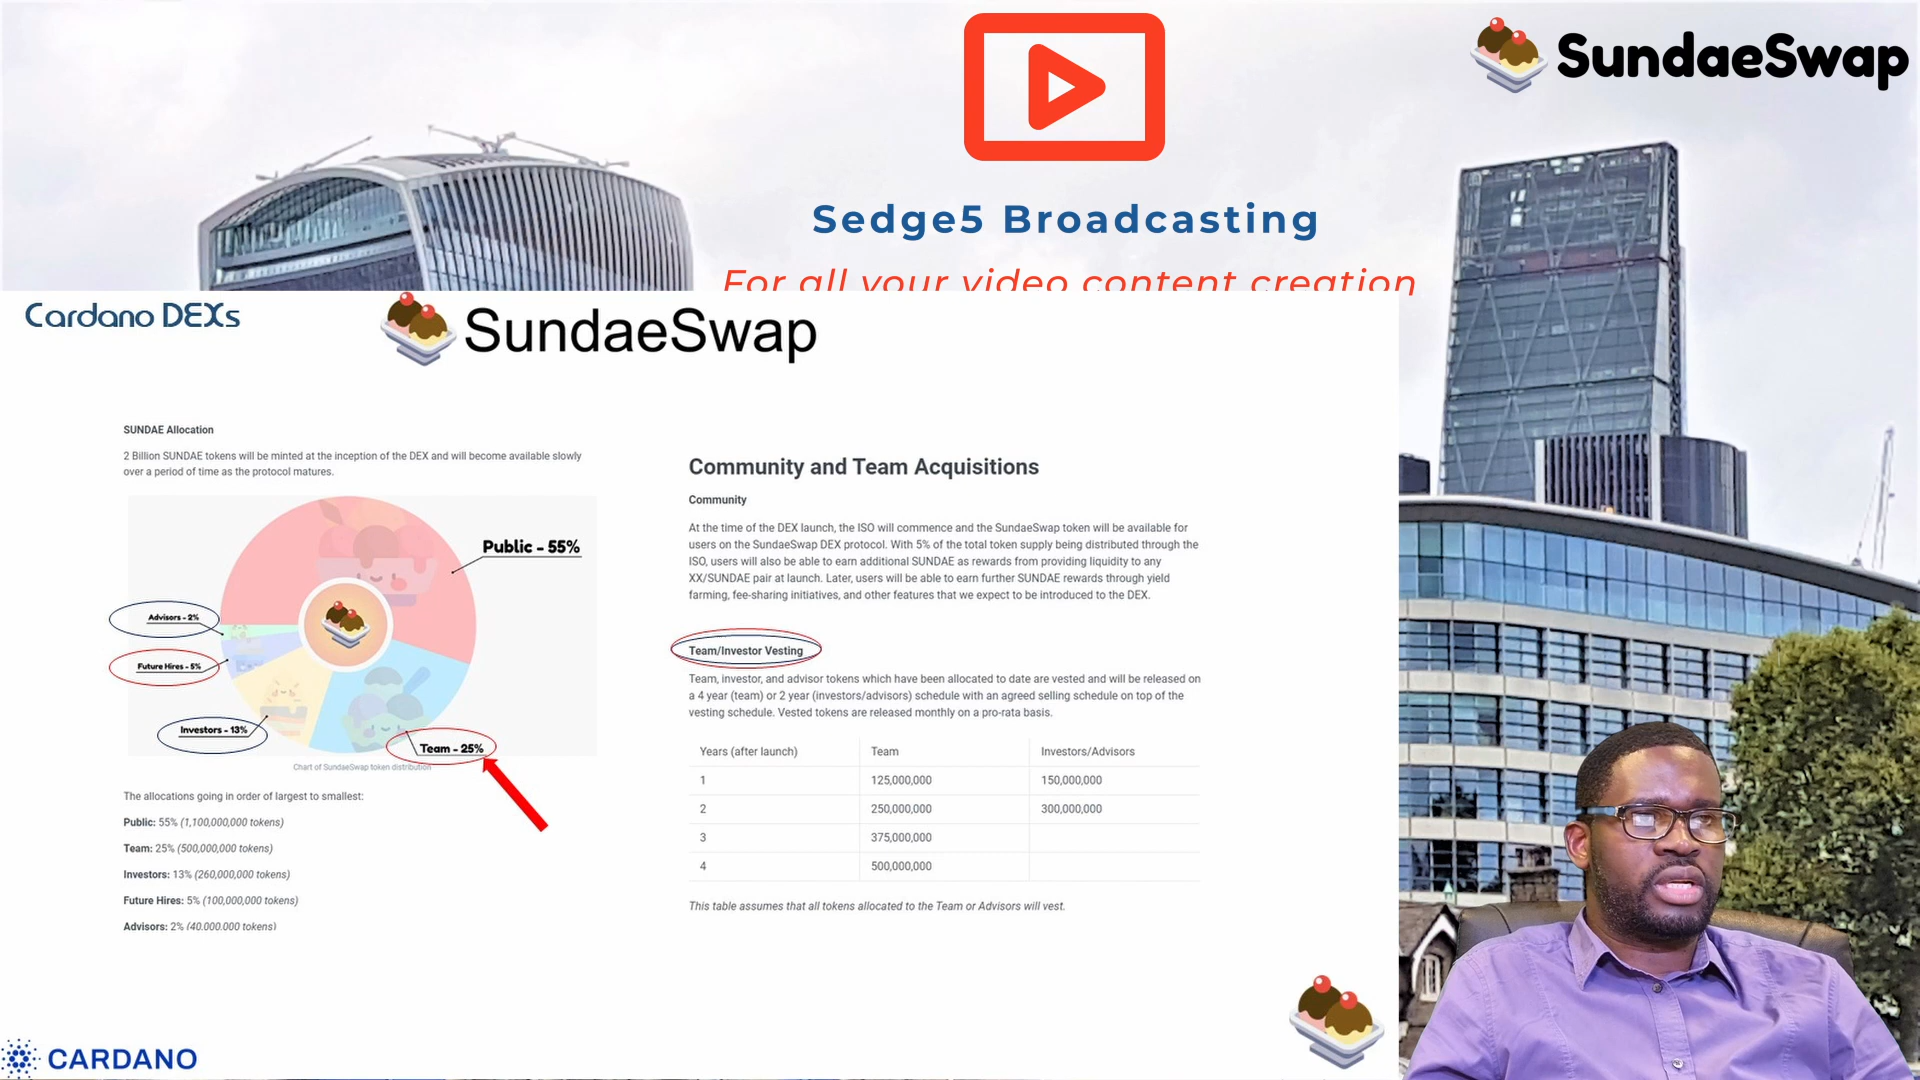 SundaeSwap
Sedge5 Broadcasting
For all your video content creation
Cardano DEXs
SundaeSwap
SUNDAE Allocation
2 Billion SUNDAE tokens will be minted at the inception of the DEX and will become available slowly
over a period of time as the protocol matures.
Public - 55%
Advisors - 2%
Future Hires - 5%
Investors - 13%
Team - 25%
Chart of SundaeSwap token distribution
The allocations going in order of largest to smallest:
Public: 55% (1,100,000,000 tokens)
Team: 25% (500,000,000 tokens)
Investors: 13% (260,000,000 tokens)
Future Hires: 5% (100,000,000 tokens)
Advisors: 2% (40,000,000 tokens)
Community and Team Acquisitions
Community
At the time of the DEX launch, the ISO will commence and the SundaeSwap token will be available for
users on the SundaeSwap DEX protocol. With 5% of the total token supply being distributed through the
ISO, users will also be able to earn additional SUNDAE as rewards from providing liquidity to any
XX/SUNDAE pair at launch. Later, users will be able to earn further SUNDAE rewards through yield
farming, fee-sharing initiatives, and other features that we expect to be introduced to the DEX.
Team/Investor Vesting
Team, investor, and advisor tokens which have been allocated to date are vested and will be released on
a 4 year (team) or 2 year (investors/advisors) schedule with an agreed selling schedule on top of the
vesting schedule. Vested tokens are released monthly on a pro-rata basis.
Years (after launch) Team Investors/Advisors
1 125,000,000 150,000,000
2 250,000,000 300,000,000
3 375,000,000
4 500,000,000
This table assumes that all tokens allocated to the Team or Advisors will vest.
CARDANO